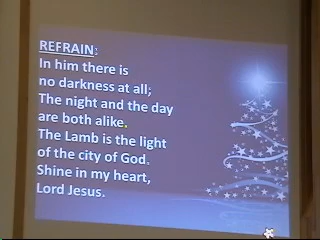 REFRAIN:
In him there is
no darkness at all;
The night and the day
are both alike.
The Lamb is the light
of the city of God.
Shine in my heart,
Lord Jesus.